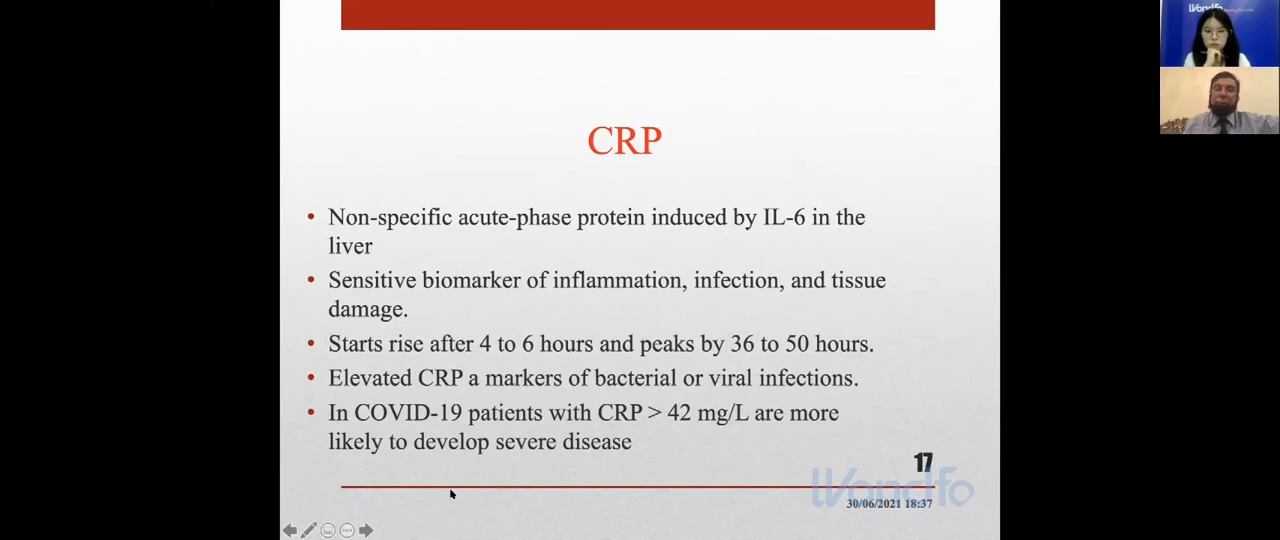 Wondfo
CRP
• Non-specific acute-phase protein induced by IL-6 in the
liver
• Sensitive biomarker of inflammation, infection, and tissue
damage.
• Starts rise after 4 to 6 hours and peaks by 36 to 50 hours.
• Elevated CRP a markers of bacterial or viral infections.
• In COVID-19 patients with CRP > 42 mg/L are more
likely to develop severe disease
17
Wondfo
30/06/2021 18:37